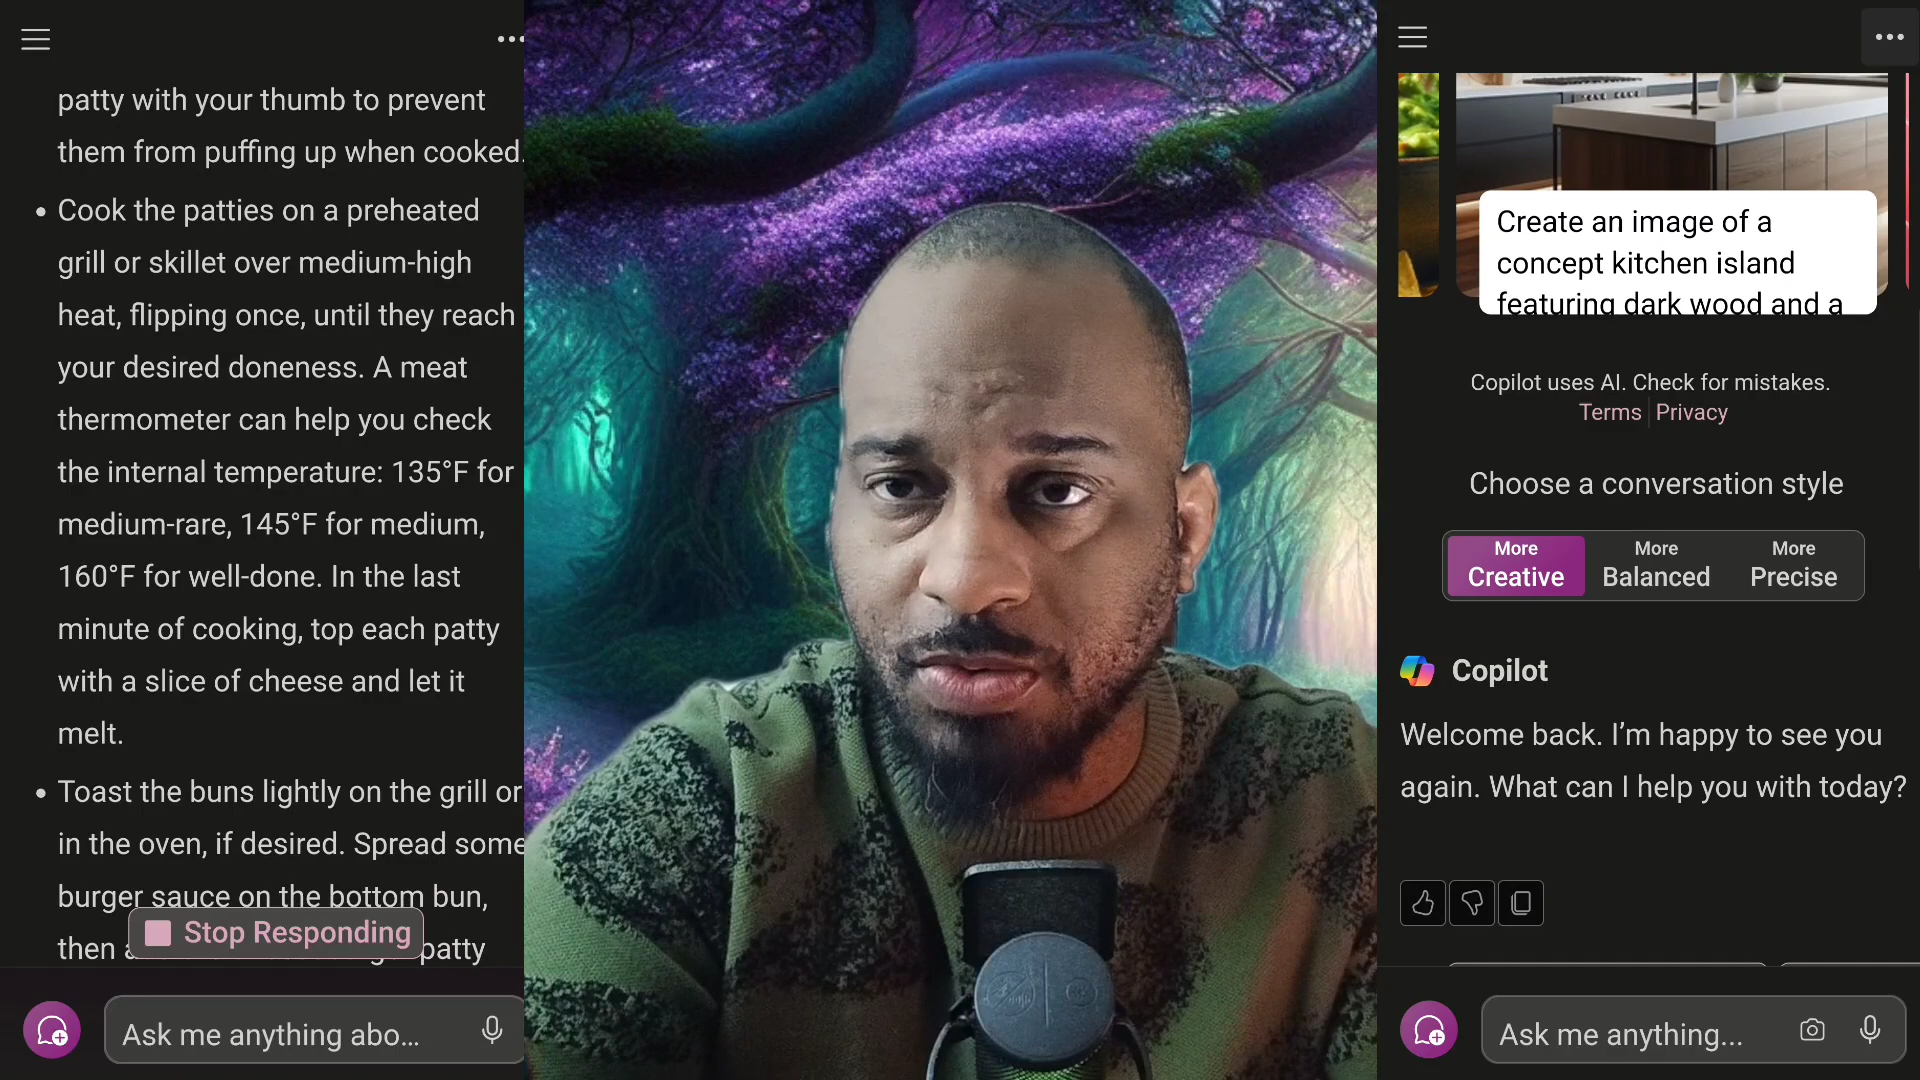 patty with your thumb to prevent
them from puffing up when cooked.
Cook the patties on a preheated
grill or skillet over medium-high
heat, flipping once, until they reach
your desired doneness. A meat
thermometer can help you check
the internal temperature: 135°F for
medium-rare, 145°F for medium,
160°F for well-done. In the last
minute of cooking, top each patty
with a slice of cheese and let it
melt.
Toast the buns lightly on the grill or
in the oven, if desired. Spread some
burger sauce on the bottom bun,
then patty
Stop Responding
Ask me anything abo...
Create an image of a
concept kitchen island
featuring dark wood and a
Copilot uses AI. Check for mistakes.
Terms Privacy
Choose a conversation style
More Creative
More Balanced
More Precise
Copilot
Welcome back. I’m happy to see you
again. What can I help you with today?
Ask me anything...